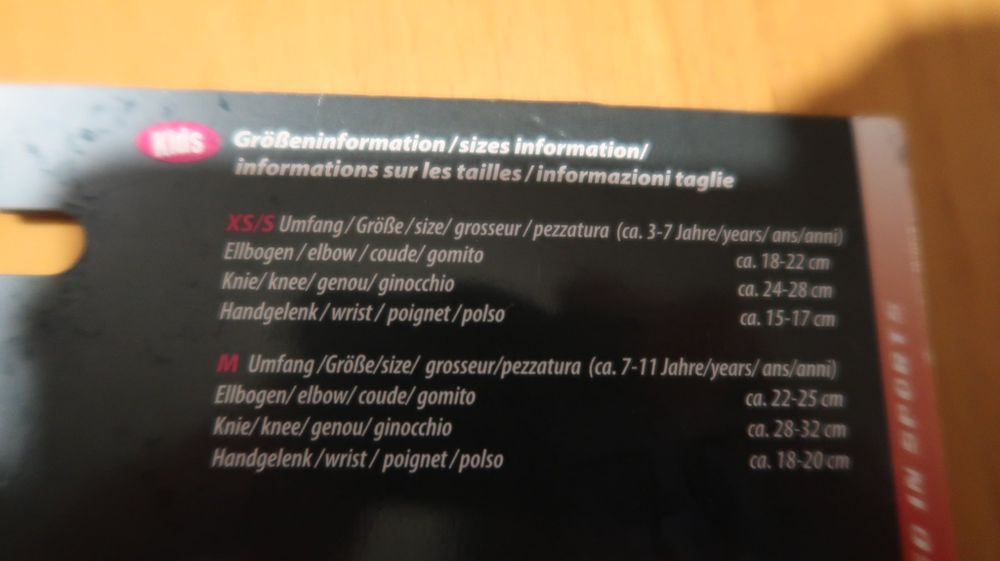 Kids
Größeninformation/sizes information/
informations sur les tailles/informazioni taglie
XS/S Umfang/Größe/size/ grosseur/pezzatura (ca. 3-7 Jahre/years/ ans/anni)
Ellbogen/elbow/coude/gomito ca. 18-22 cm
Knie/knee/genou/ginocchio ca. 24-28 cm
Handgelenk/wrist/poignet/polso ca. 15-17 cm
M Umfang/Größe/size/ grosseur/pezzatura (ca. 7-11 Jahre/years/ ans/anni)
Ellbogen/elbow/coude/gomito ca. 22-25 cm
Knie/knee/genou/ginocchio ca. 28-32 cm
Handgelenk/wrist/ poignet/polso ca. 18-20 cm
IN SPORTS